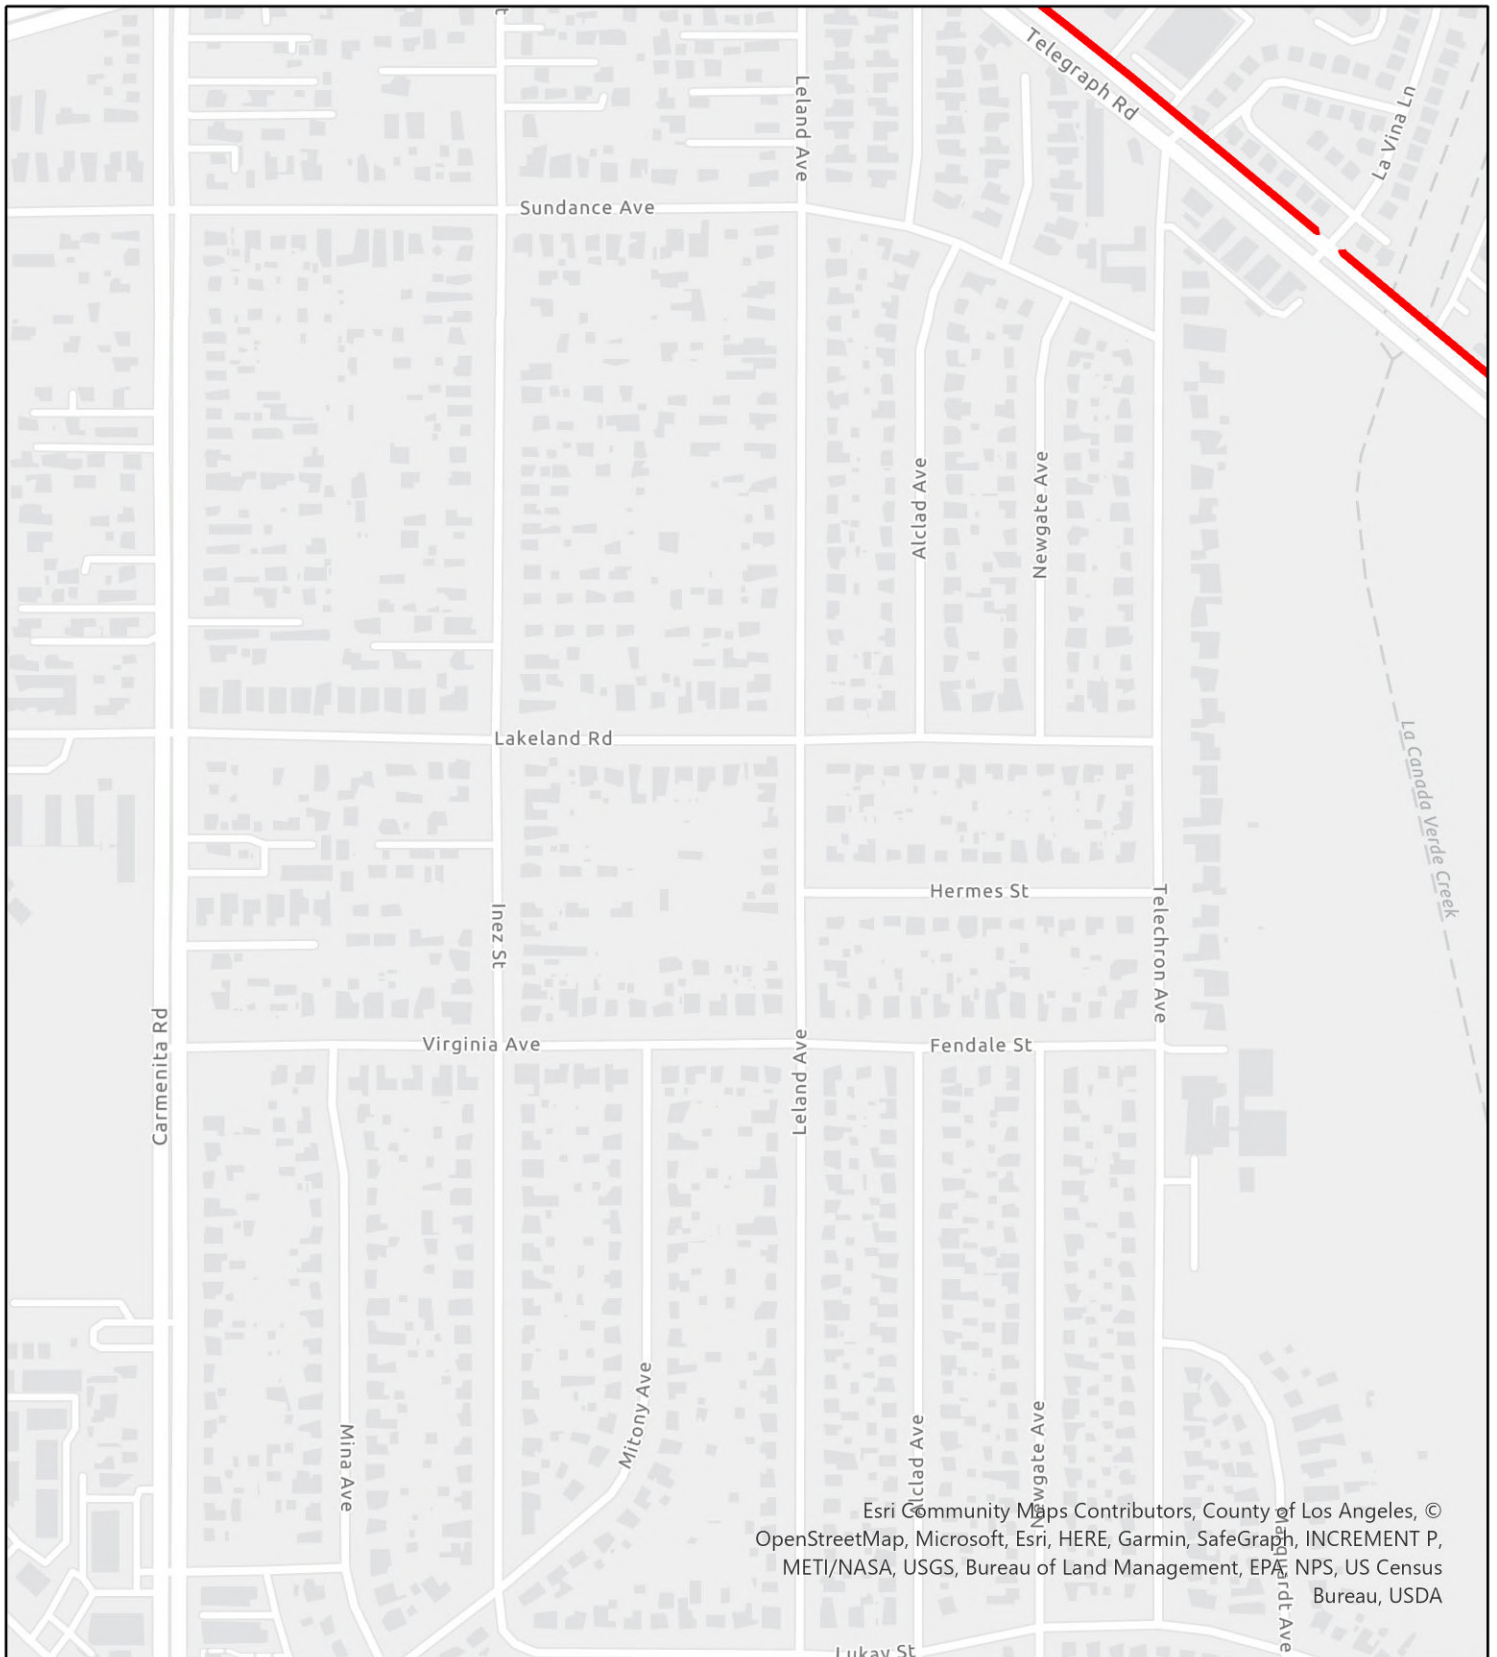 Telegraph Rd
La Vina Ln
Leland Ave
Sundance Ave
Alclad Ave
Newgate Ave
Lakeland Rd
La Canada Verde Creek
Hermes St
Inez St
Telechron Ave
Carmenita Rd
Virginia Ave
Leland Ave
Fendale St
Mitony Ave
Mina Ave
Alclad Ave
Newgate Ave
Marquardt Ave
Esri Community Maps Contributors, County of Los Angeles, ©
OpenStreetMap, Microsoft, Esri, HERE, Garmin, SafeGraph, INCREMENT P,
METI/NASA, USGS, Bureau of Land Management, EPA, NPS, US Census
Bureau, USDA
Lukay St